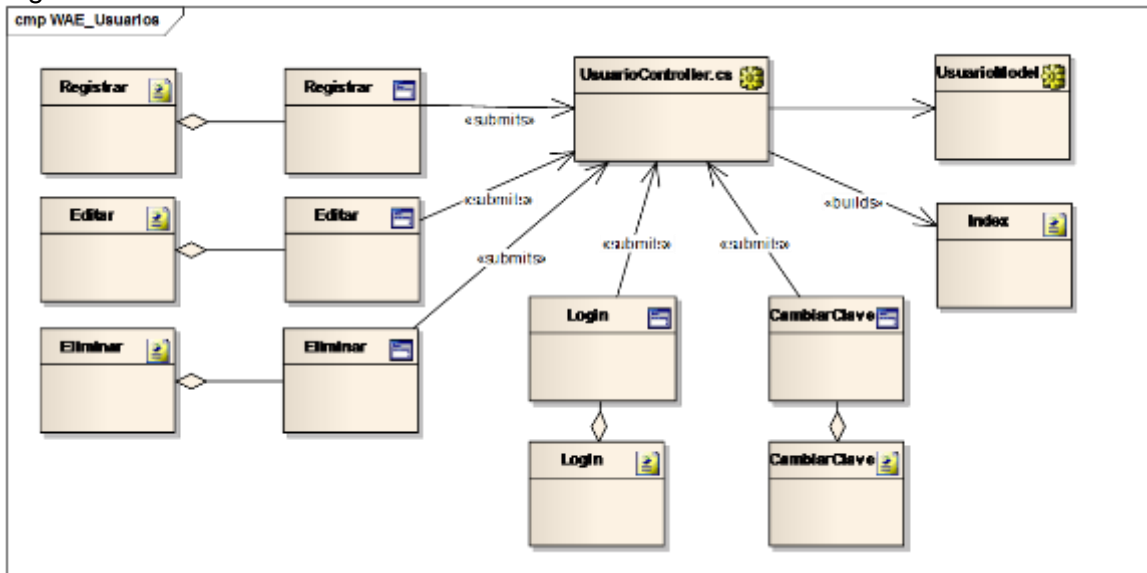 cmp WAE_Usuarios
Registrar
Registrar
UsuarioController.cs
UsuarioModel
«submits»
Editar
Editar
«submits»
«builds»
Index
«submits»
«submits»
«submits»
Eliminar
Eliminar
Login
CambiarClave
Login
CambiarClave